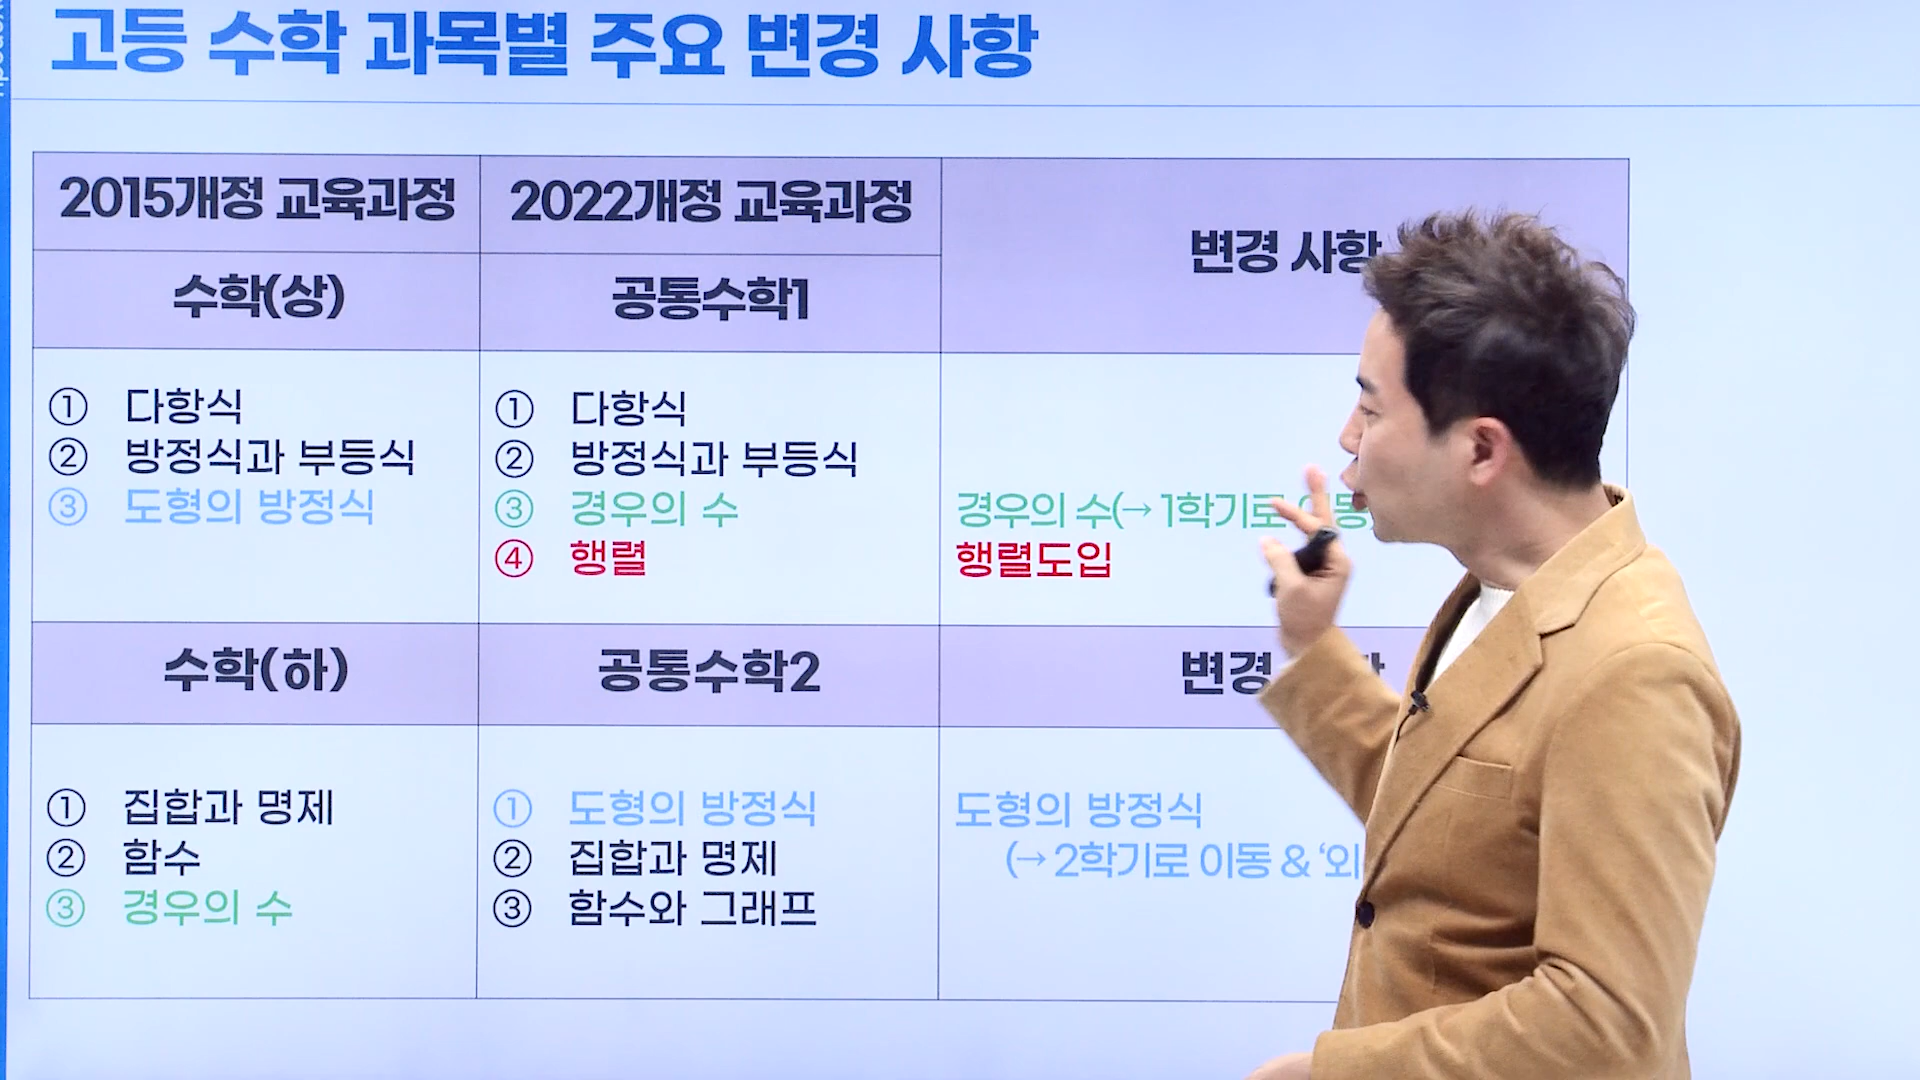 고등 수학 과목별 주요 변경 사항
2015개정 교육과정
2022개정 교육과정
변경 사항
수학(상)
공통수학1
① 다항식
② 방정식과 부등식
③ 도형의 방정식
① 다항식
② 방정식과 부등식
③ 경우의 수
④ 행렬
경우의 수(→ 1학기로 이동)
행렬도입
수학(하)
공통수학2
변경
① 집합과 명제
② 함수
③ 경우의 수
① 도형의 방정식
② 집합과 명제
③ 함수와 그래프
도형의 방정식
(→ 2학기로 이동 & ‘외